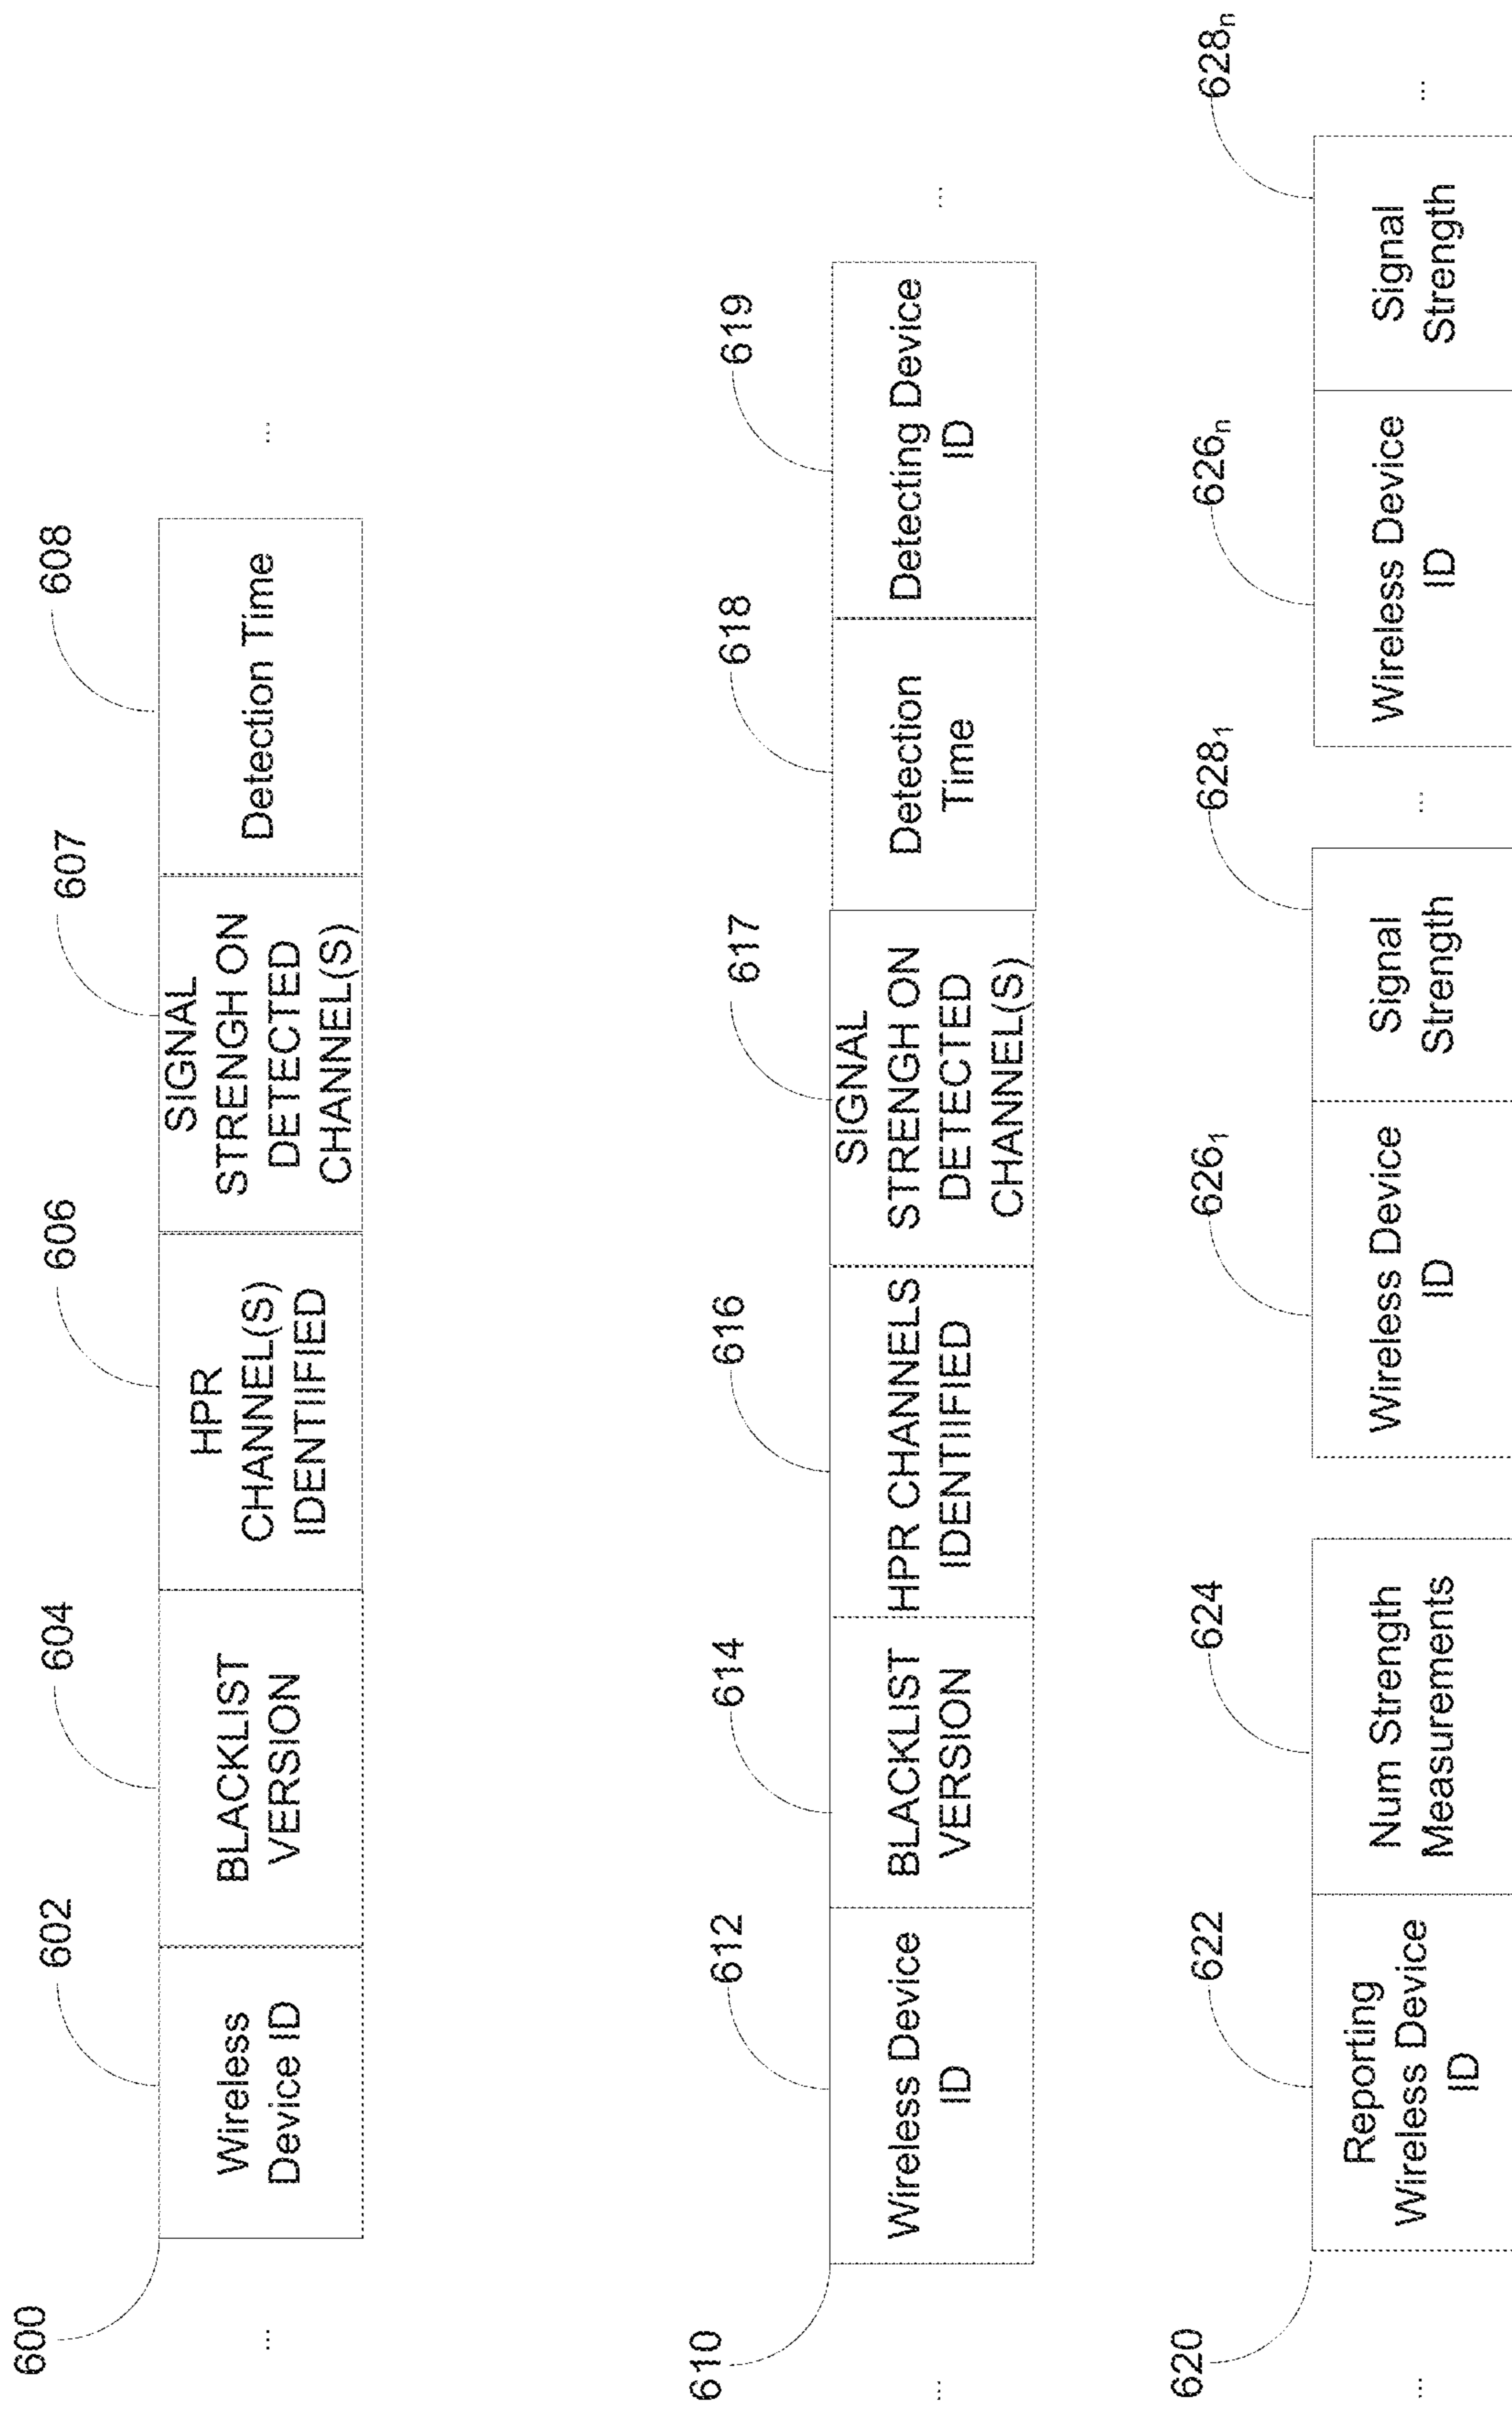 600
602
604
606
607
608
...
Wireless
Device ID
BLACKLIST
VERSION
HPR
CHANNEL(S)
IDENTIIFIED
SIGNAL
STRENGH ON
DETECTED
CHANNEL(S)
Detection Time
...
610
612
614
616
617
618
619
...
Wireless Device
ID
BLACKLIST
VERSION
HPR CHANNELS
IDENTIIFIED
SIGNAL
STRENGH ON
DETECTED
CHANNEL(S)
Detection
Time
Detecting Device
ID
...
620
622
624
626₁
628₁
626ₙ
628ₙ
...
Reporting
Wireless Device
ID
Num Strength
Measurements
Wireless Device
ID
Signal
Strength
...
Wireless Device
ID
Signal
Strength
...